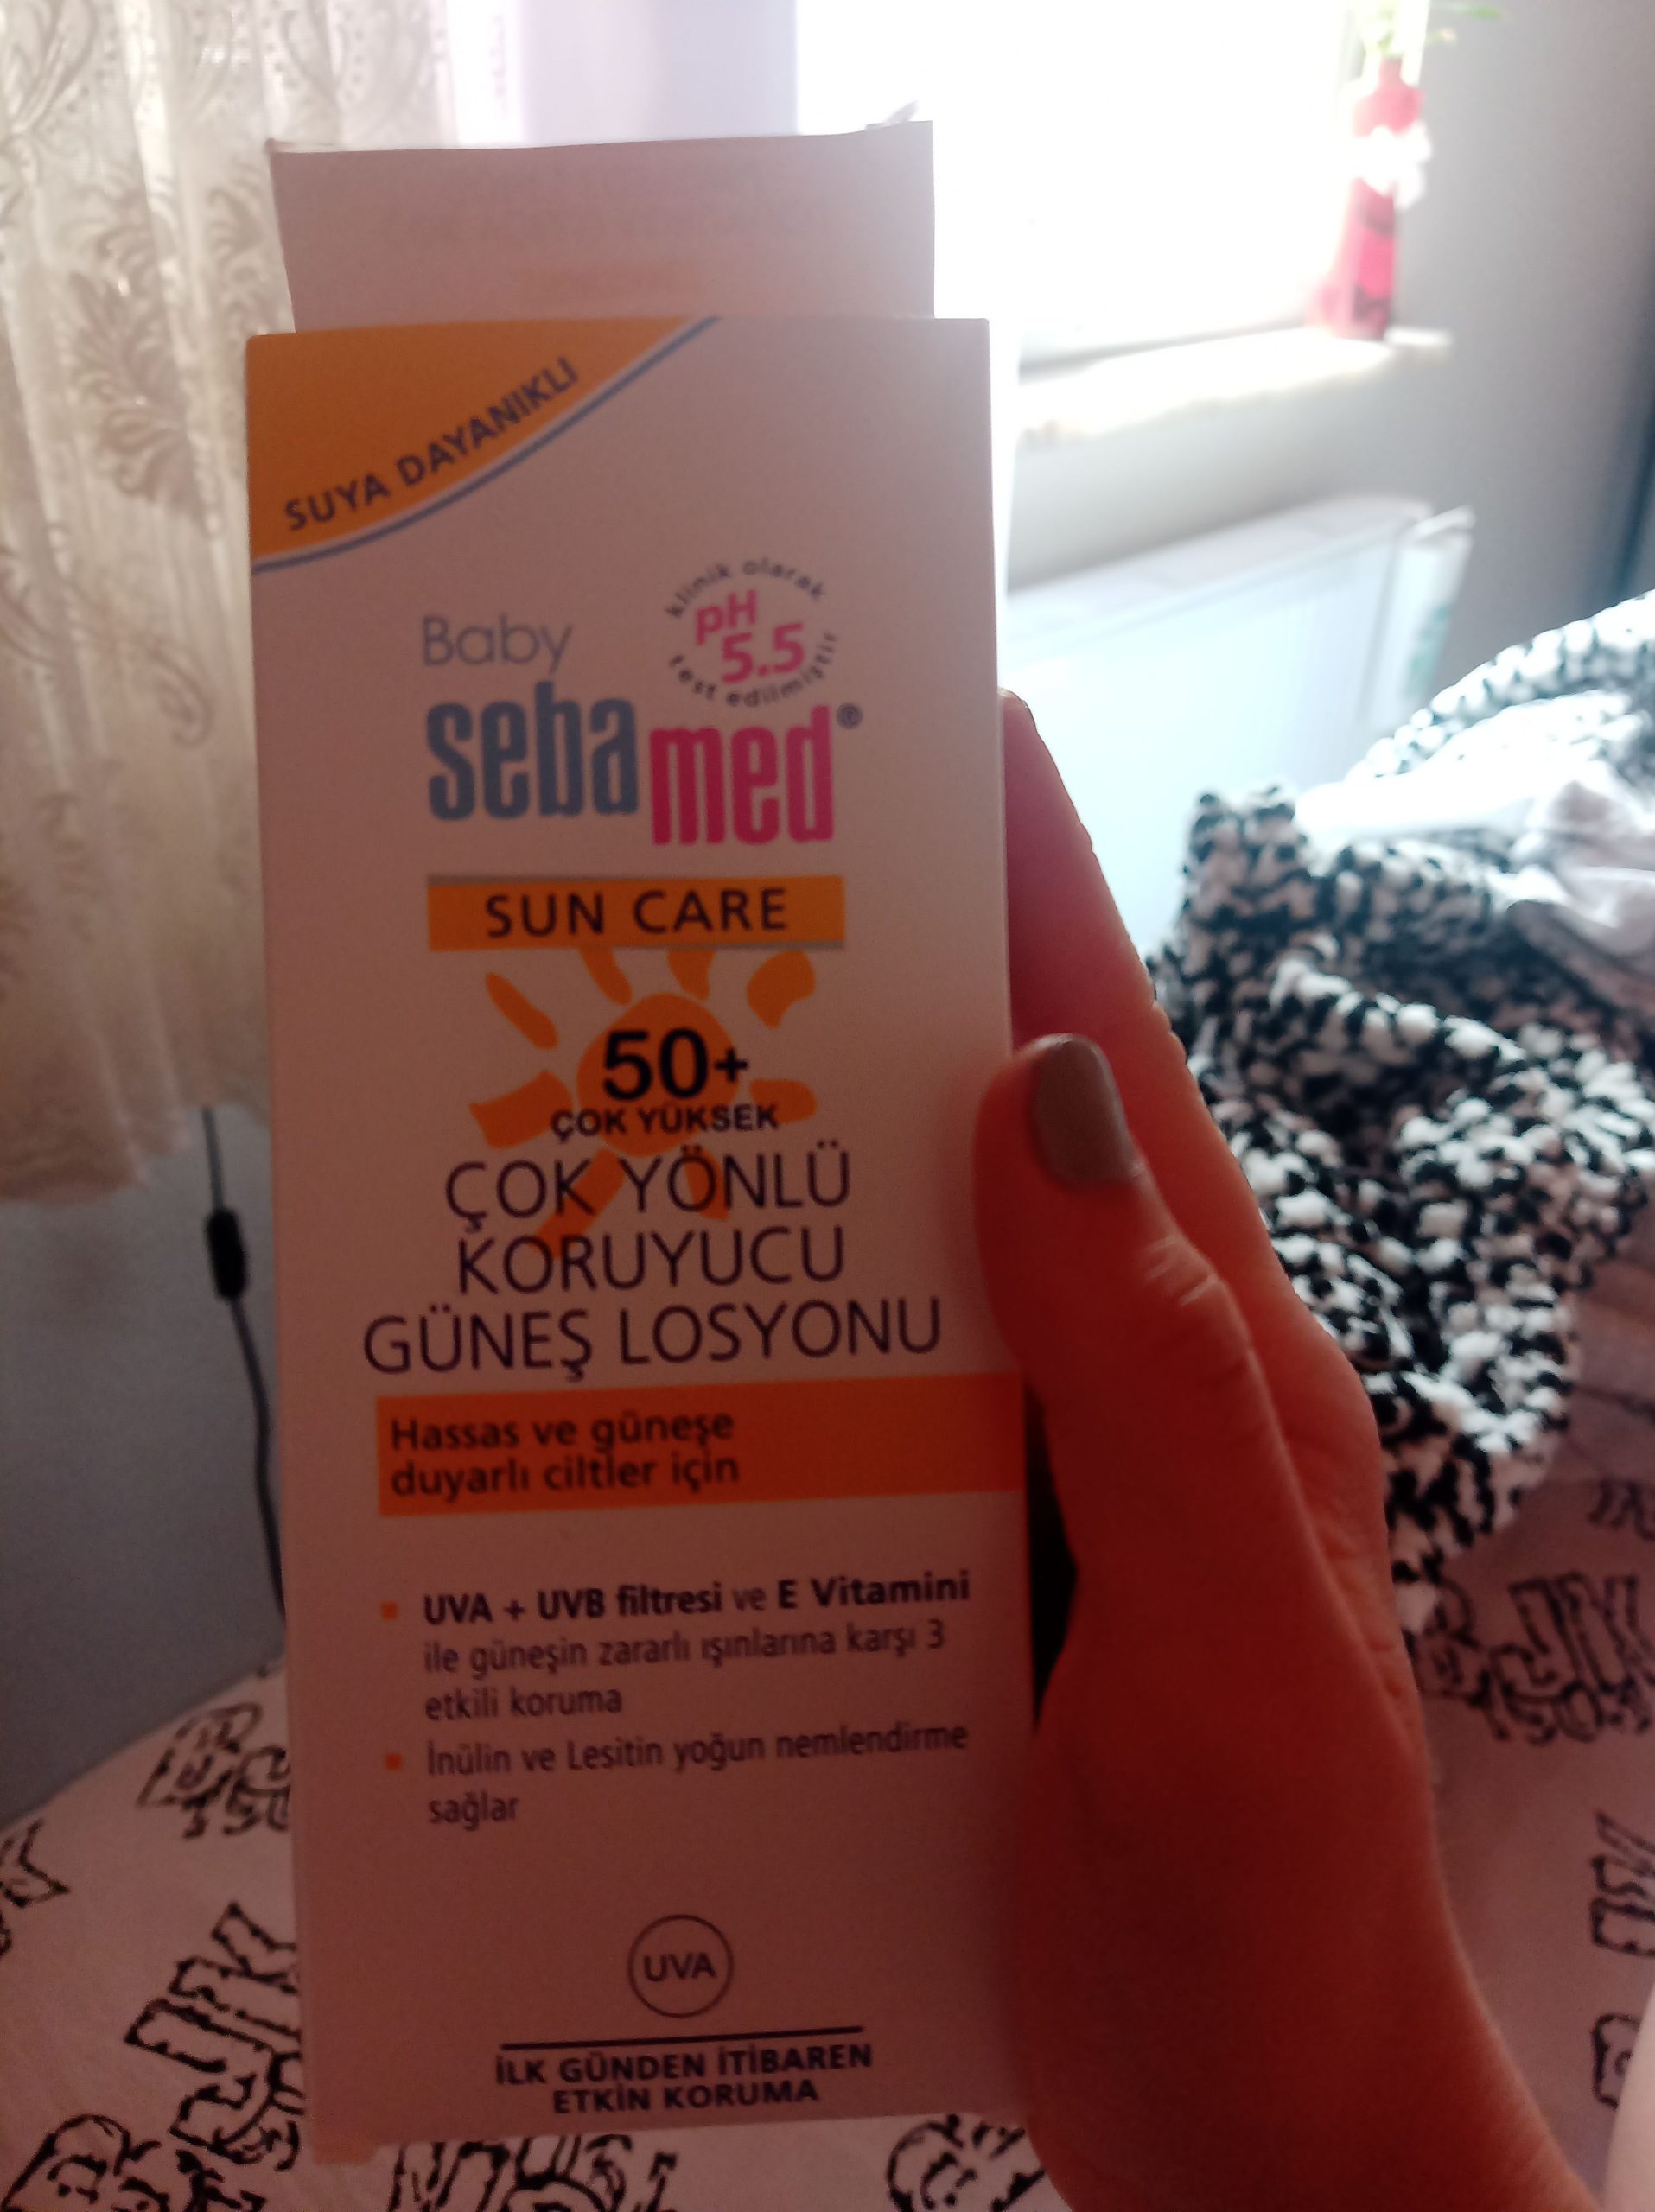 SUYA DAYANIKLI
Baby
klinik olarak
pH
5.5
test edilmiştir
sebamed®
SUN CARE
50+
ÇOK YÜKSEK
ÇOK YÖNLÜ
KORUYUCU
GÜNEŞ LOSYONU
Hassas ve güneşe
duyarlı ciltler için
UVA + UVB filtresi ve E Vitamini
ile güneşin zararlı ışınlarına karşı 3
etkili koruma
İnülin ve Lesitin yoğun nemlendirme
sağlar
UVA
İLK GÜNDEN İTİBAREN
ETKİN KORUMA